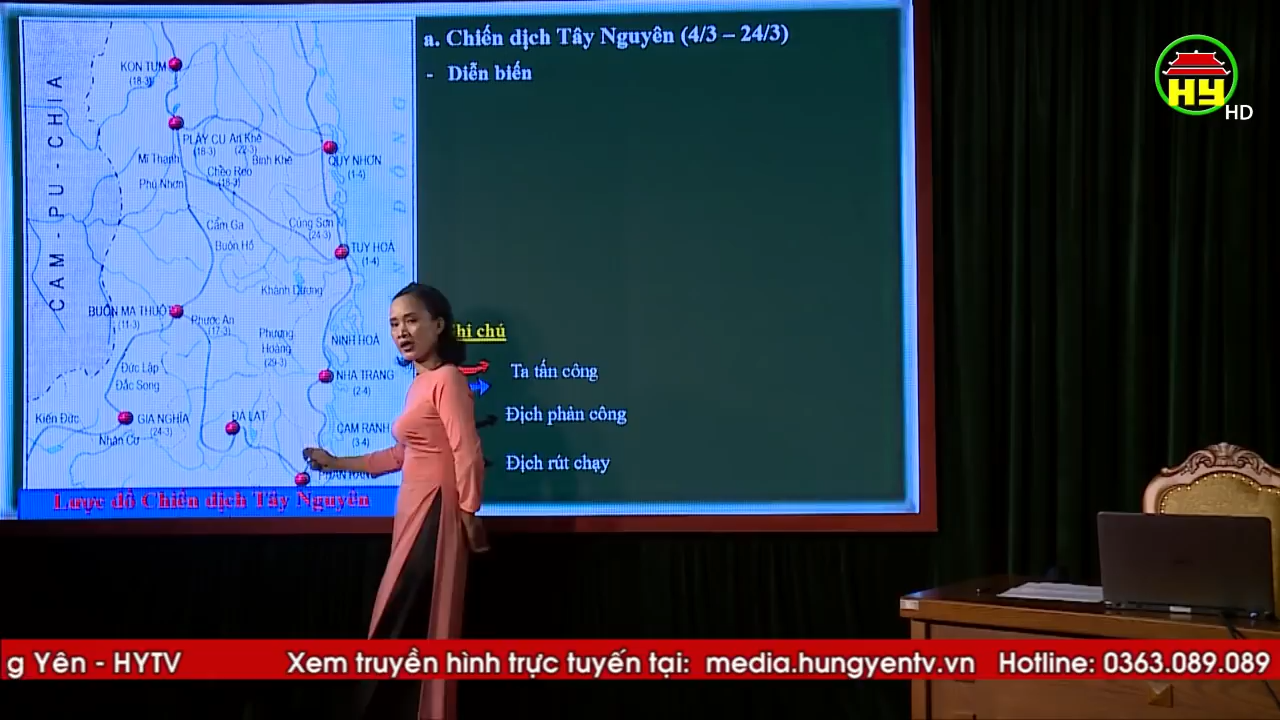 a. Chiến dịch Tây Nguyên (4/3 – 24/3)
- Diễn biến
HY
HD
CAM - PU - CHIA
KON TUM
(18-3)
PLÂY CU
(18-3)
An Khê
(22-3)
Mĩ Thạnh
Bình Khê
QUY NHƠN
(1-4)
Cheo Reo
(18-3)
Phú Nhơn
Cẩm Ga
Củng Sơn
(24-3)
Buôn Hồ
TUY HOÀ
(1-4)
Khánh Dương
BUÔN MA THUỘT
(11-3)
Phước An
(17-3)
Phượng
Hoàng
(29-3)
NINH HOÀ
Đức Lập
Đắc Song
NHA TRANG
(2-4)
Kiến Đức
GIA NGHĨA
(24-3)
Nhân Cơ
ĐÀ LẠT
CAM RANH
(3-4)
Lược đồ Chiến dịch Tây Nguyên
hi chú
Ta tấn công
Địch phản công
Địch rút chạy
g Yên - HYTV Xem truyền hình trực tuyến tại: media.hungyentv.vn Hotline: 0363.089.089